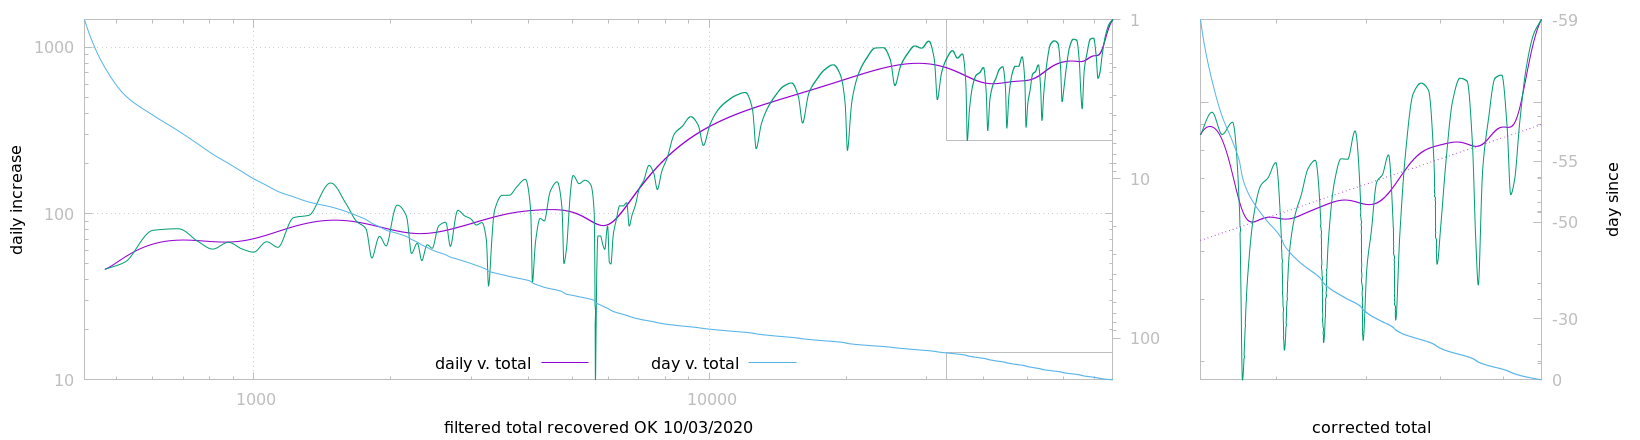 1000
100
10
daily increase
1000
10000
filtered total recovered OK 10/03/2020
daily v. total
day v. total
1
10
100
-59
-55
-50
-30
0
day since
corrected total